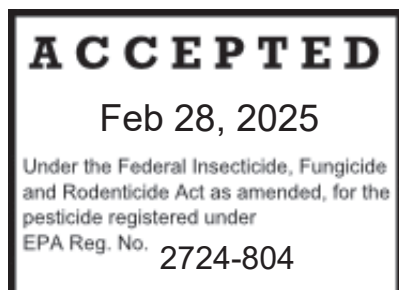 ACCEPTED
Feb 28, 2025
Under the Federal Insecticide, Fungicide
and Rodenticide Act as amended, for the
pesticide registered under
EPA Reg. No. 2724-804